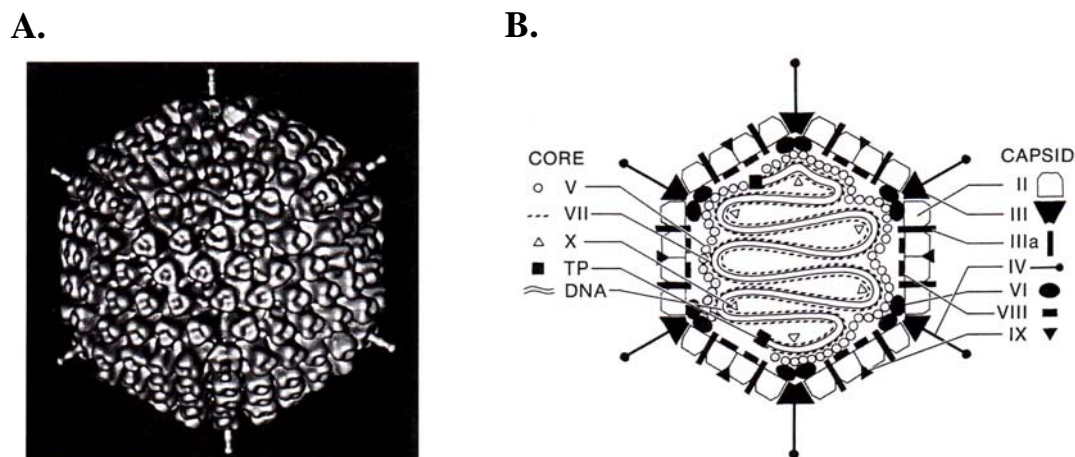 A.
B.
CORE
V
VII
X
TP
DNA
CAPSID
II
III
IIIa
IV
VI
VIII
IX